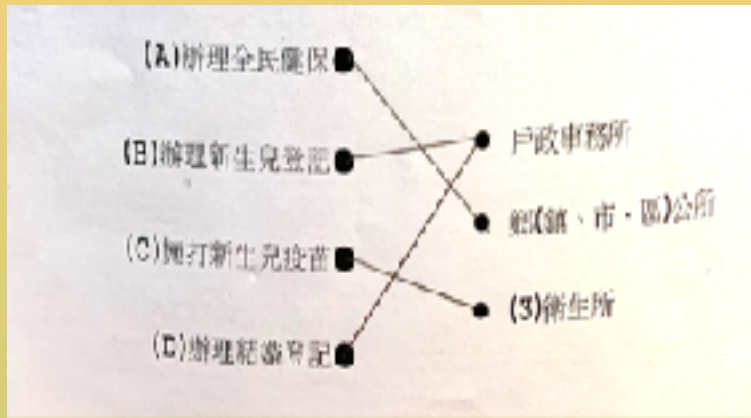 (A)辦理全民健保
(B)辦理新生兒登記
(C)施打新生兒疫苗
(D)辦理結婚登記
戶政事務所
鄉(鎮、市、區)公所
(3)衛生所